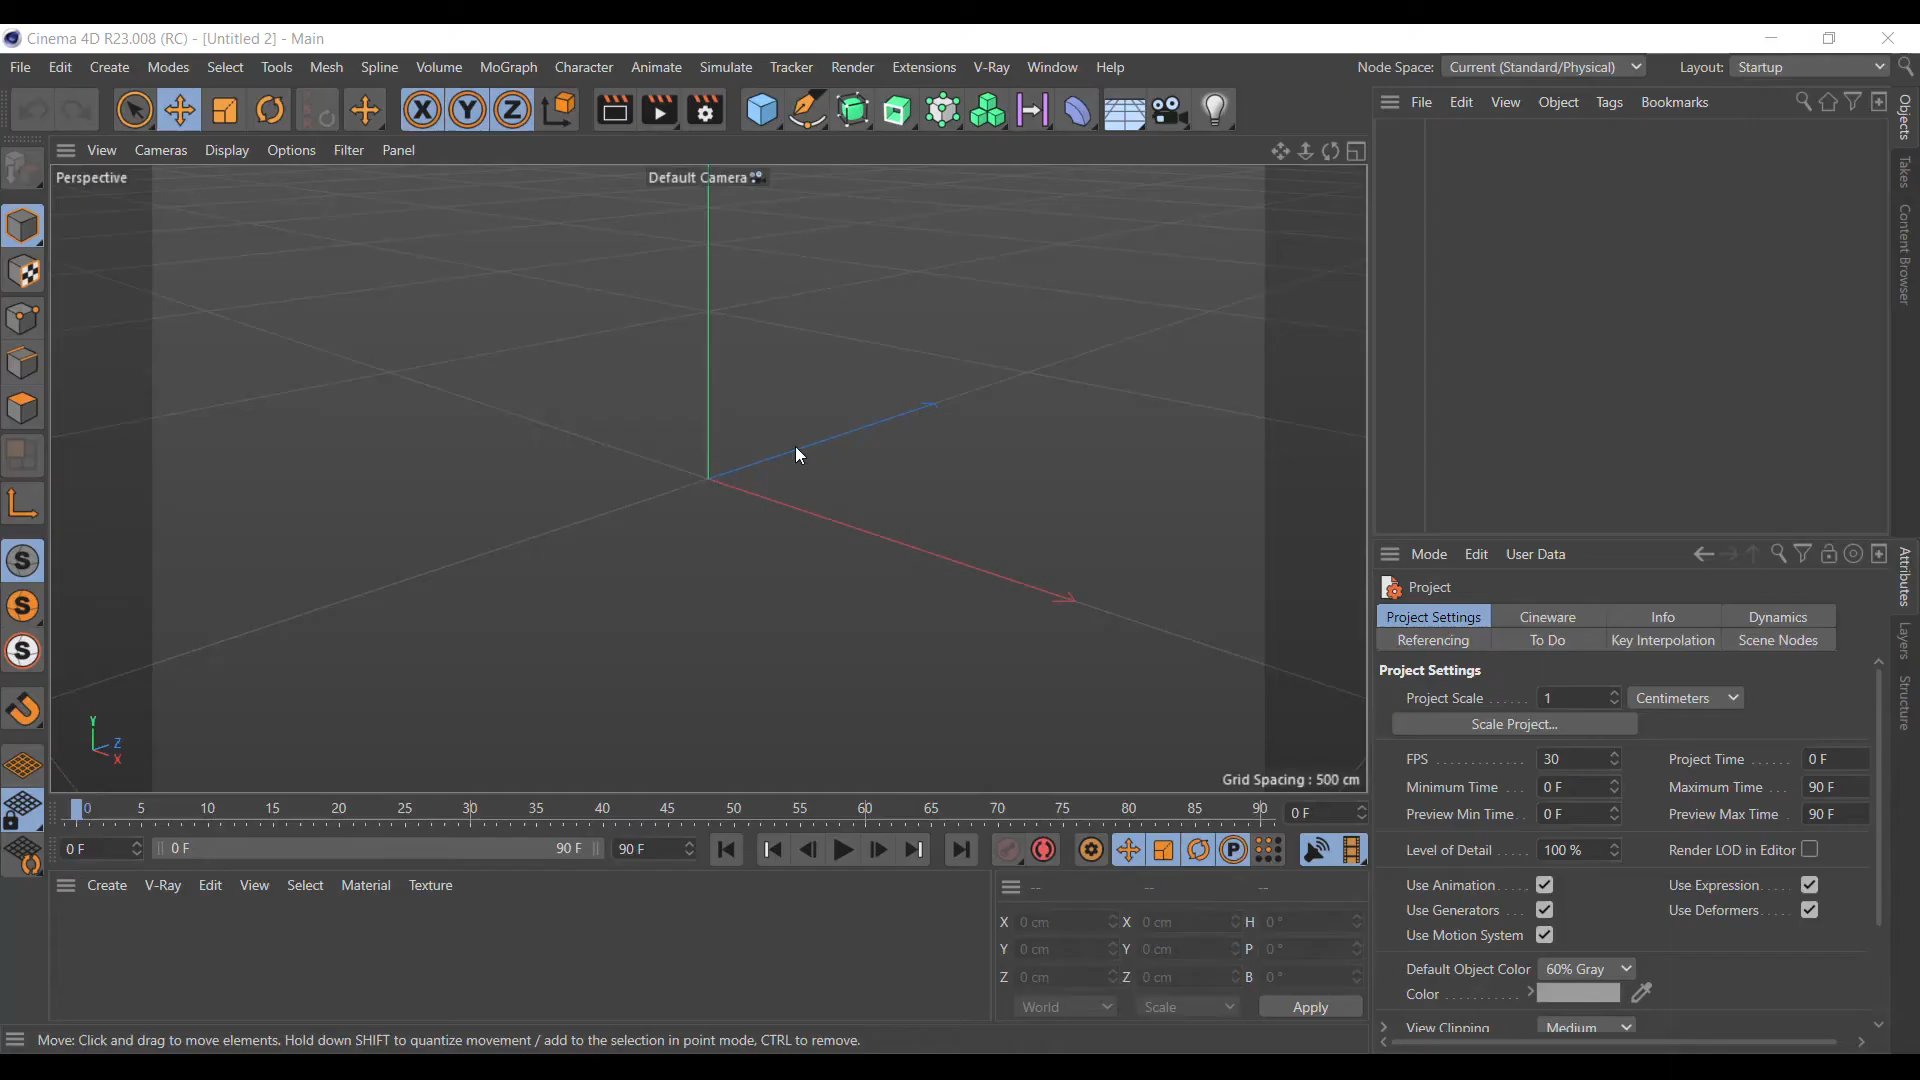 Cinema 4D R23.008 (RC) - [Untitled 2] - Main
File Edit Create Modes Select Tools Mesh Spline Volume MoGraph Character Animate Simulate Tracker Render Extensions V-Ray Window Help
Node Space: Current (Standard/Physical) Layout: Startup
File Edit View Object Tags Bookmarks
Objects
Takes
Content Browser
X Y Z
View Cameras Display Options Filter Panel
Perspective
Default Camera
S
S
S
Y
Z
X
Grid Spacing : 500 cm
0 5 10 15 20 25 30 35 40 45 50 55 60 65 70 75 80 85 90 0 F
0 F 0 F 90 F 90 F P
Create V-Ray Edit View Select Material Texture
-- -- --
X 0 cm X 0 cm H 0 °
Y 0 cm Y 0 cm P 0 °
Z 0 cm Z 0 cm B 0 °
World Scale Apply
Mode Edit User Data
Attributes
Layers
Structure
Project
Project Settings Cineware Info Dynamics
Referencing To Do Key Interpolation Scene Nodes
Project Settings
Project Scale ...... 1 Centimeters
Scale Project...
FPS ............ 30 Project Time ...... 0 F
Minimum Time ... 0 F Maximum Time ... 90 F
Preview Min Time . 0 F Preview Max Time . 90 F
Level of Detail ..... 100 % Render LOD in Editor
Use Animation ..... Use Expression .....
Use Generators ... Use Deformers ....
Use Motion System
Default Object Color 60% Gray
Color ...........
View Clipping Medium
Move: Click and drag to move elements. Hold down SHIFT to quantize movement / add to the selection in point mode, CTRL to remove.